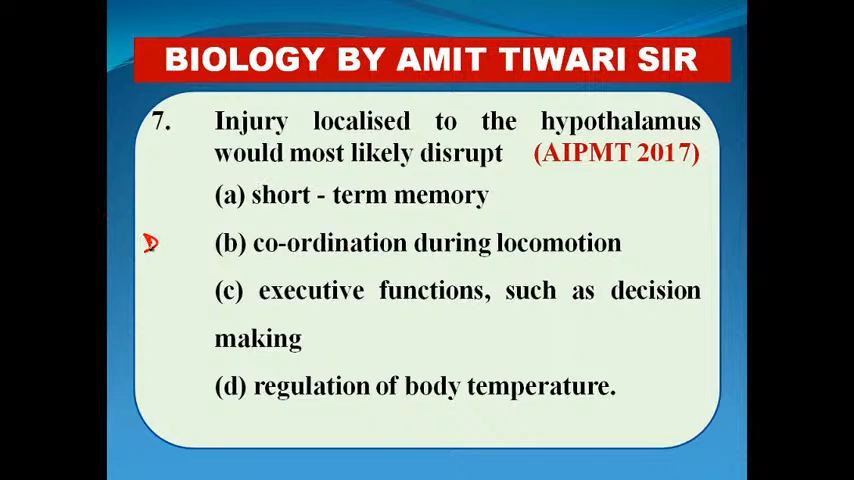 BIOLOGY BY AMIT TIWARI SIR
7. Injury localised to the hypothalamus
would most likely disrupt (AIPMT 2017)
(a) short - term memory
D
(b) co-ordination during locomotion
(c) executive functions, such as decision
making
(d) regulation of body temperature.